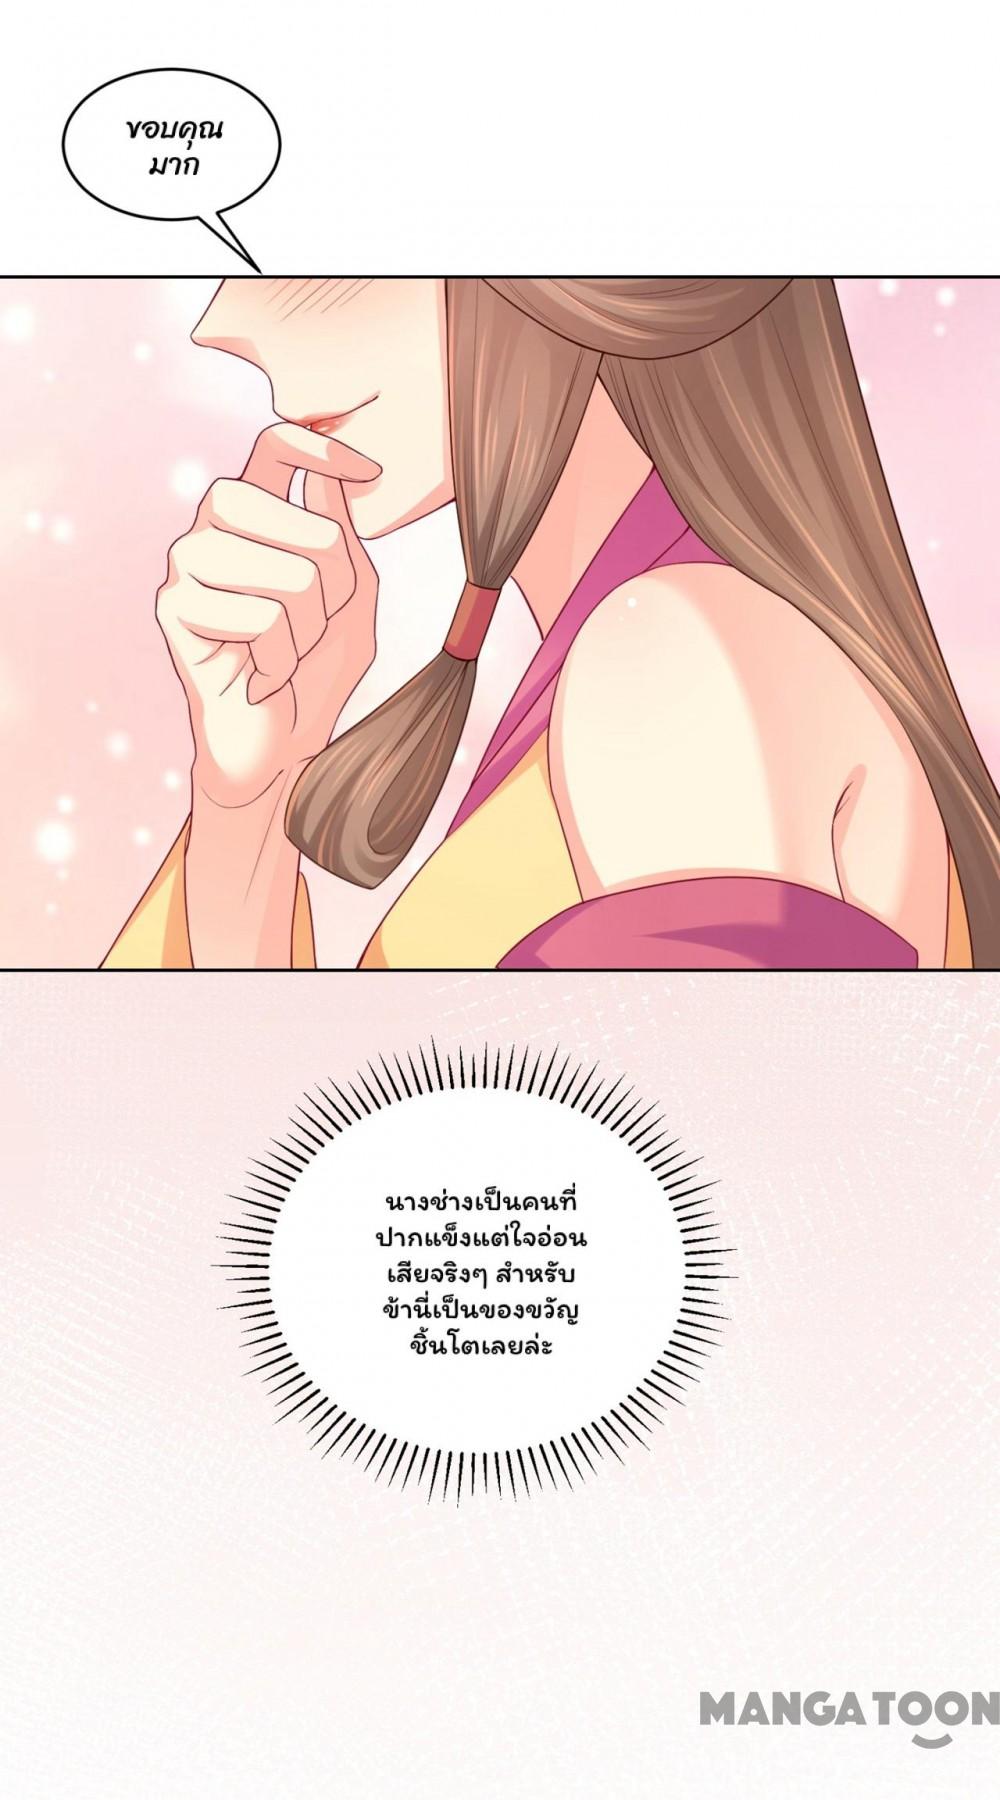 ขอบคุณ
มาก
นางช่างเป็นคนที่
ปากแข็งแต่ใจอ่อน
เสียจริงๆ สำหรับ
ข้านี่เป็นของขวัญ
ชิ้นโตเลยล่ะ
MANGATOON